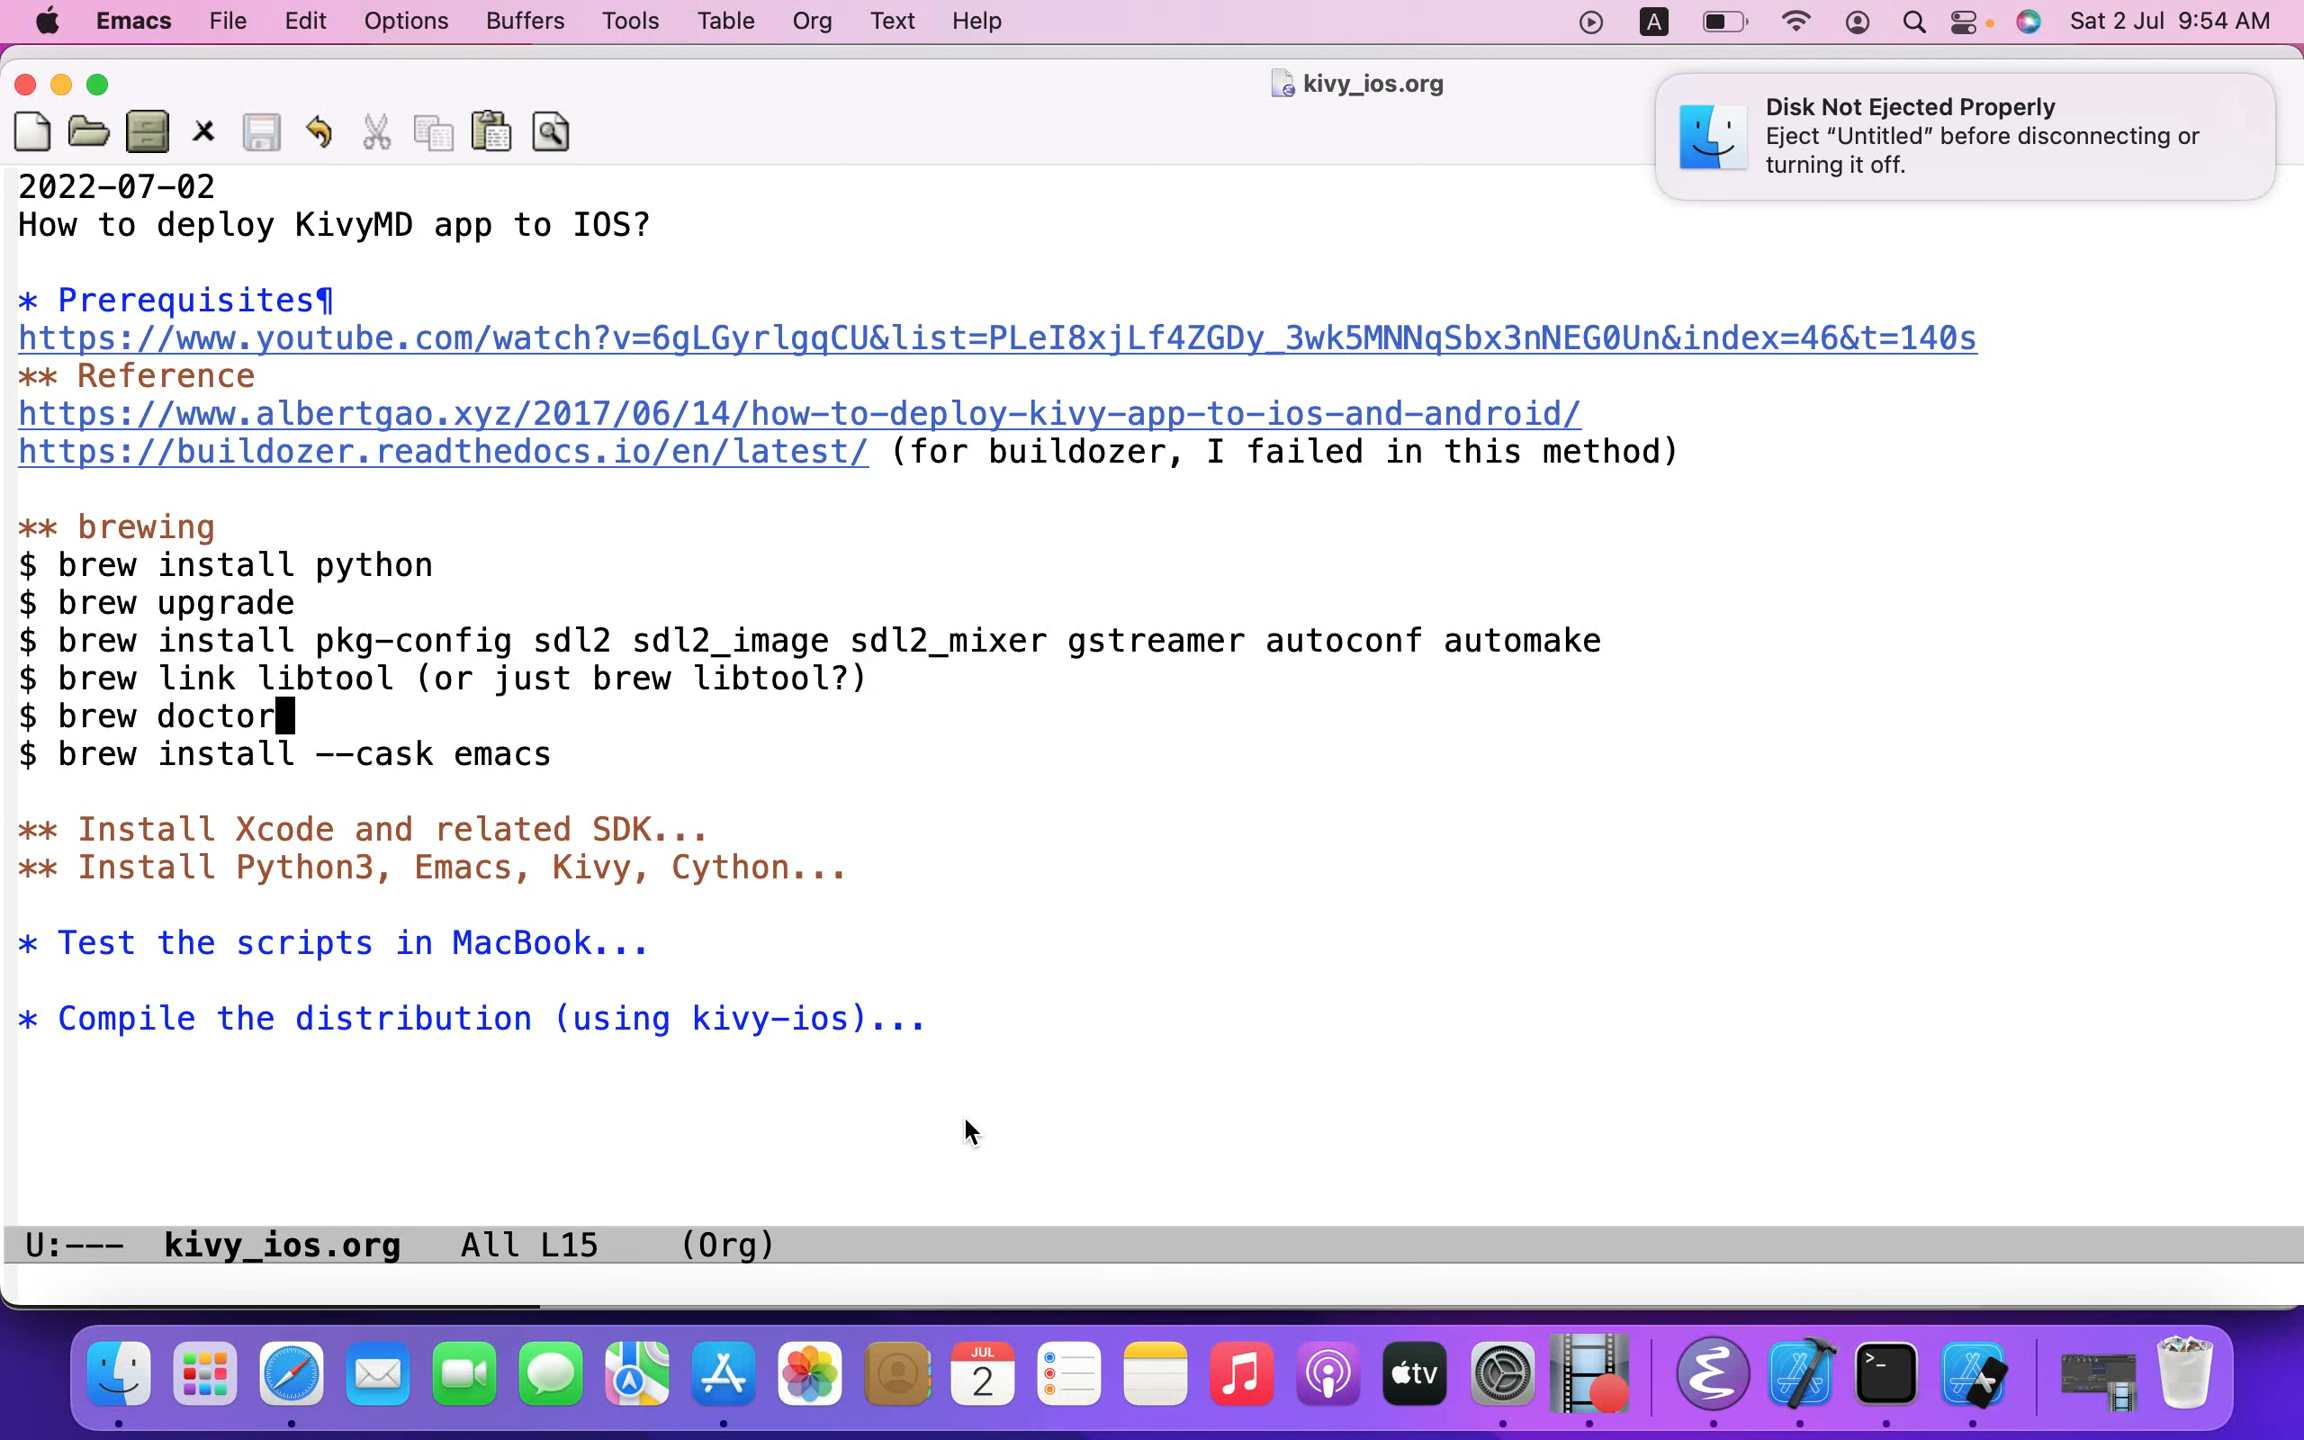 Emacs File Edit Options Buffers Tools Table Org Text Help A Sat 2 Jul 9:54 AM
kivy_ios.org
Disk Not Ejected Properly
Eject “Untitled” before disconnecting or
turning it off.
2022-07-02
How to deploy KivyMD app to IOS?
* Prerequisites¶
https://www.youtube.com/watch?v=6gLGyrlgqCU&list=PLeI8xjLf4ZGDy_3wk5MNNqSbx3nNEG0Un&index=46&t=140s
** Reference
https://www.albertgao.xyz/2017/06/14/how-to-deploy-kivy-app-to-ios-and-android/
https://buildozer.readthedocs.io/en/latest/ (for buildozer, I failed in this method)
** brewing
$ brew install python
$ brew upgrade
$ brew install pkg-config sdl2 sdl2_image sdl2_mixer gstreamer autoconf automake
$ brew link libtool (or just brew libtool?)
$ brew doctor
$ brew install --cask emacs
** Install Xcode and related SDK...
** Install Python3, Emacs, Kivy, Cython...
* Test the scripts in MacBook...
* Compile the distribution (using kivy-ios)...
U:--- kivy_ios.org All L15 (Org)
JUL
2
tv
>_